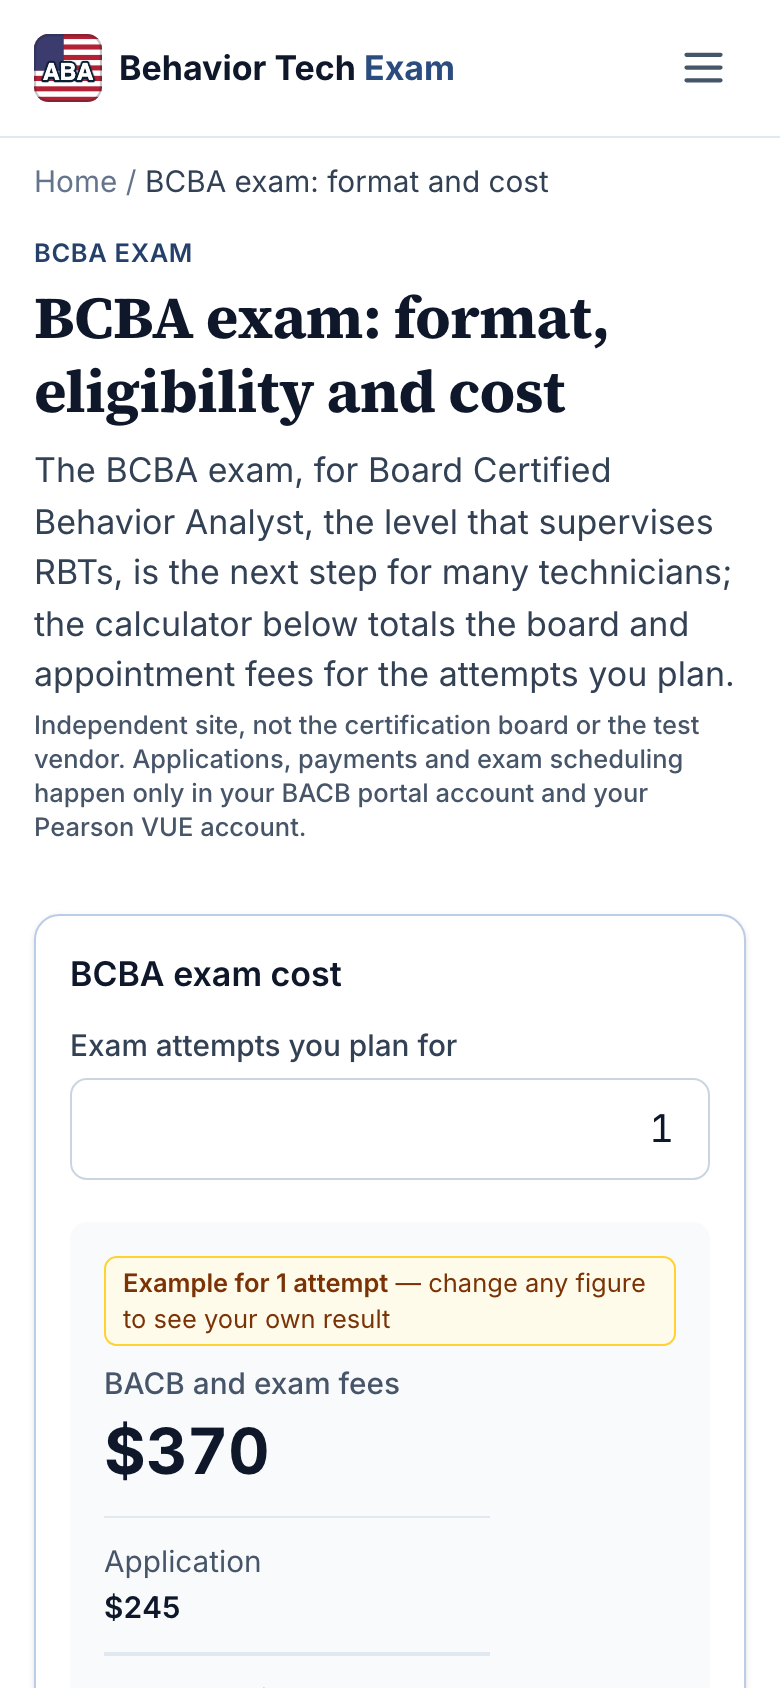 ABA Behavior Tech Exam
Home / BCBA exam: format and cost
BCBA EXAM
BCBA exam: format,
eligibility and cost
The BCBA exam, for Board Certified
Behavior Analyst, the level that supervises
RBTs, is the next step for many technicians;
the calculator below totals the board and
appointment fees for the attempts you plan.
Independent site, not the certification board or the test
vendor. Applications, payments and exam scheduling
happen only in your BACB portal account and your
Pearson VUE account.
BCBA exam cost
Exam attempts you plan for
1
Example for 1 attempt — change any figure
to see your own result
BACB and exam fees
$370
Application
$245